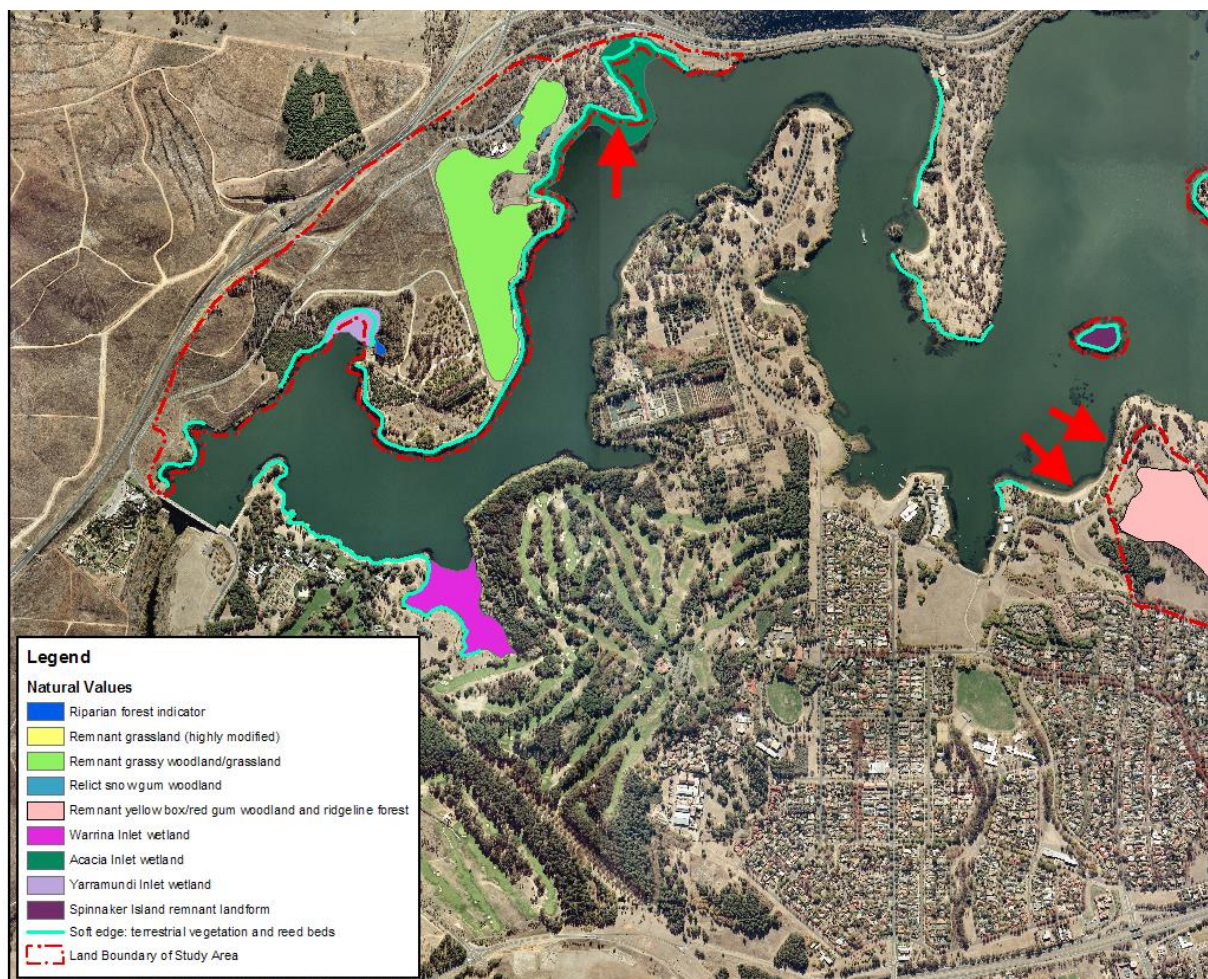 Legend
Natural Values
Riparian forest indicator
Remnant grassland (highly modified)
Remnant grassy woodland/grassland
Relict snowgum woodland
Remnant yellow box/red gum woodland and ridgeline forest
Warrina Inlet wetland
Acacia Inlet wetland
Yarramundi Inlet wetland
Spinnaker Island remnant landform
Soft edge: terrestrial vegetation and reed beds
Land Boundary of Study Area